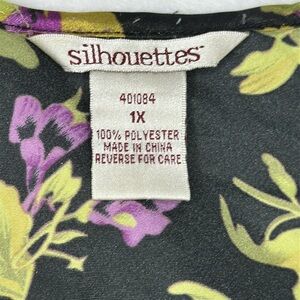 silhouettes
401084
1X
100% POLYESTER
MADE IN CHINA
REVERSE FOR CARE